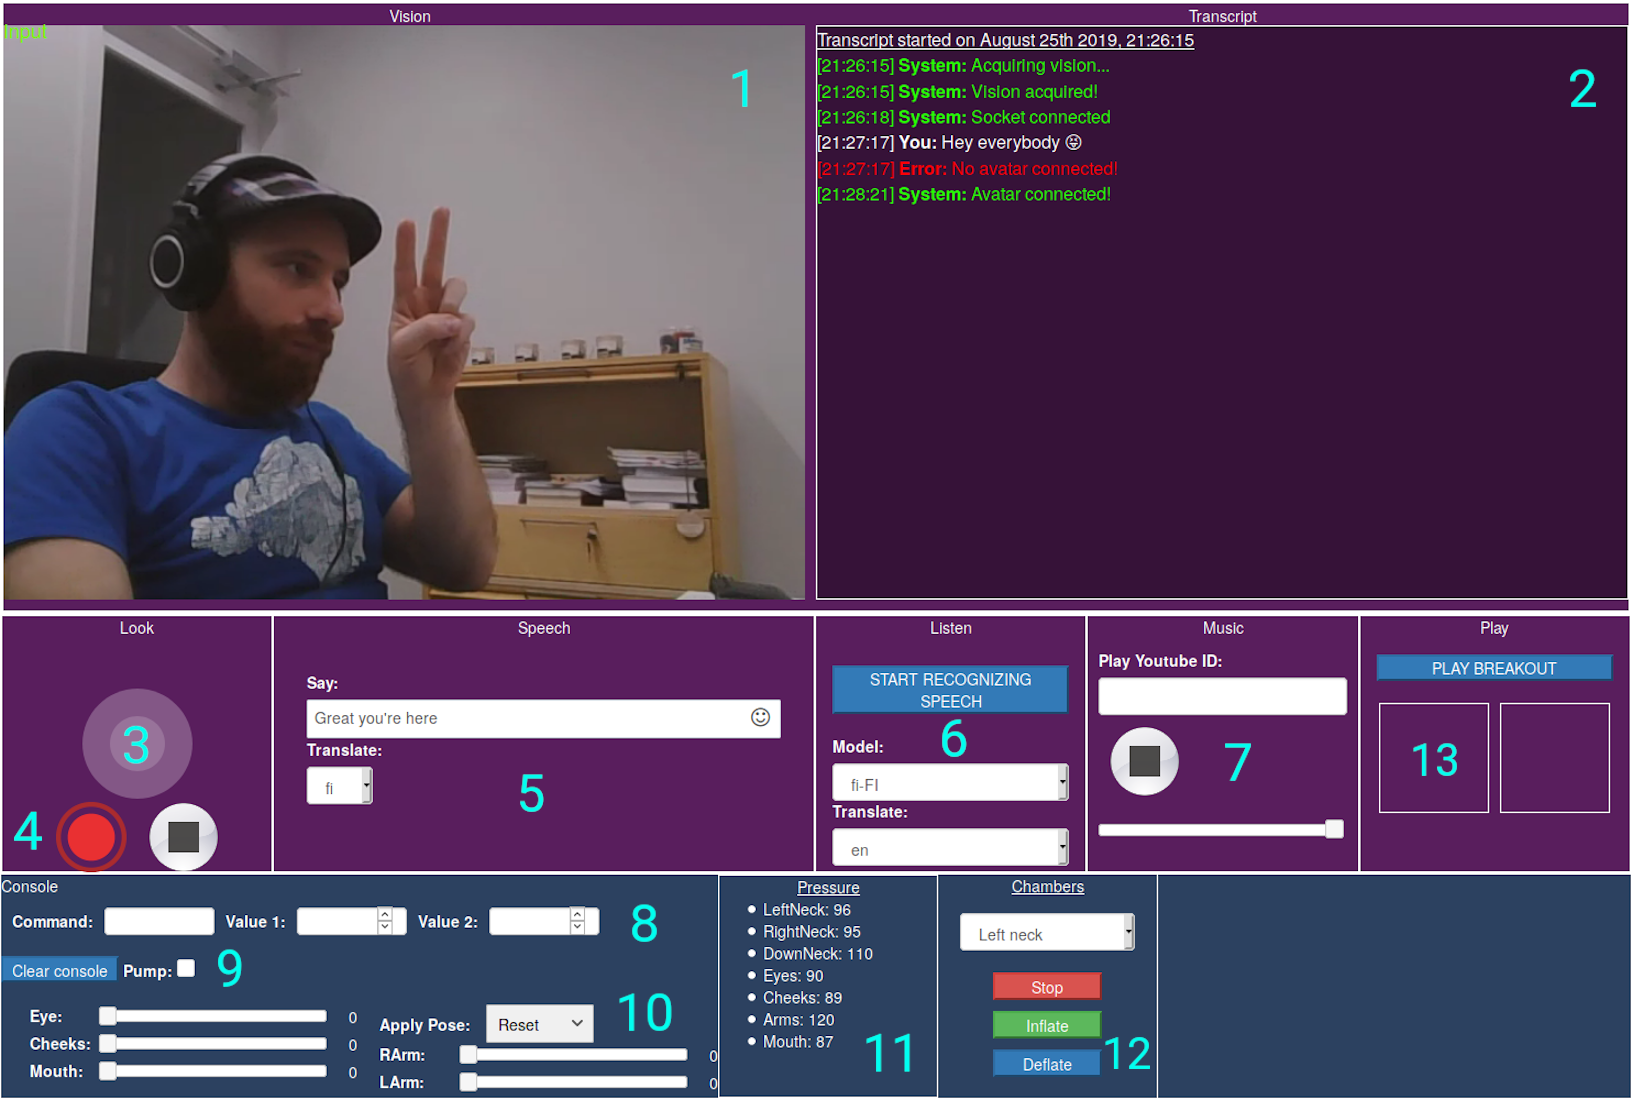 Vision
Transcript
Input
1
Transcript started on August 25th 2019, 21:26:15
2
[21:26:15] System: Acquiring vision...
[21:26:15] System: Vision acquired!
[21:26:18] System: Socket connected
[21:27:17] You: Hey everybody 😝
[21:27:17] Error: No avatar connected!
[21:28:21] System: Avatar connected!
Look
3
4
Speech
Say:
Great you're here
Translate:
fi
5
Listen
START RECOGNIZING
SPEECH
6
Model:
fi-FI
Translate:
en
Music
Play Youtube ID:
7
Play
PLAY BREAKOUT
13
Console
Command: Value 1: Value 2: 8
Clear console Pump: 9
Eye: 0
Cheeks: 0
Mouth: 0
Apply Pose: Reset 10
RArm: 0
LArm: 0
Pressure
LeftNeck: 96
RightNeck: 95
DownNeck: 110
Eyes: 90
Cheeks: 89
Arms: 120
Mouth: 87
11
Chambers
Left neck
Stop
Inflate
Deflate
12